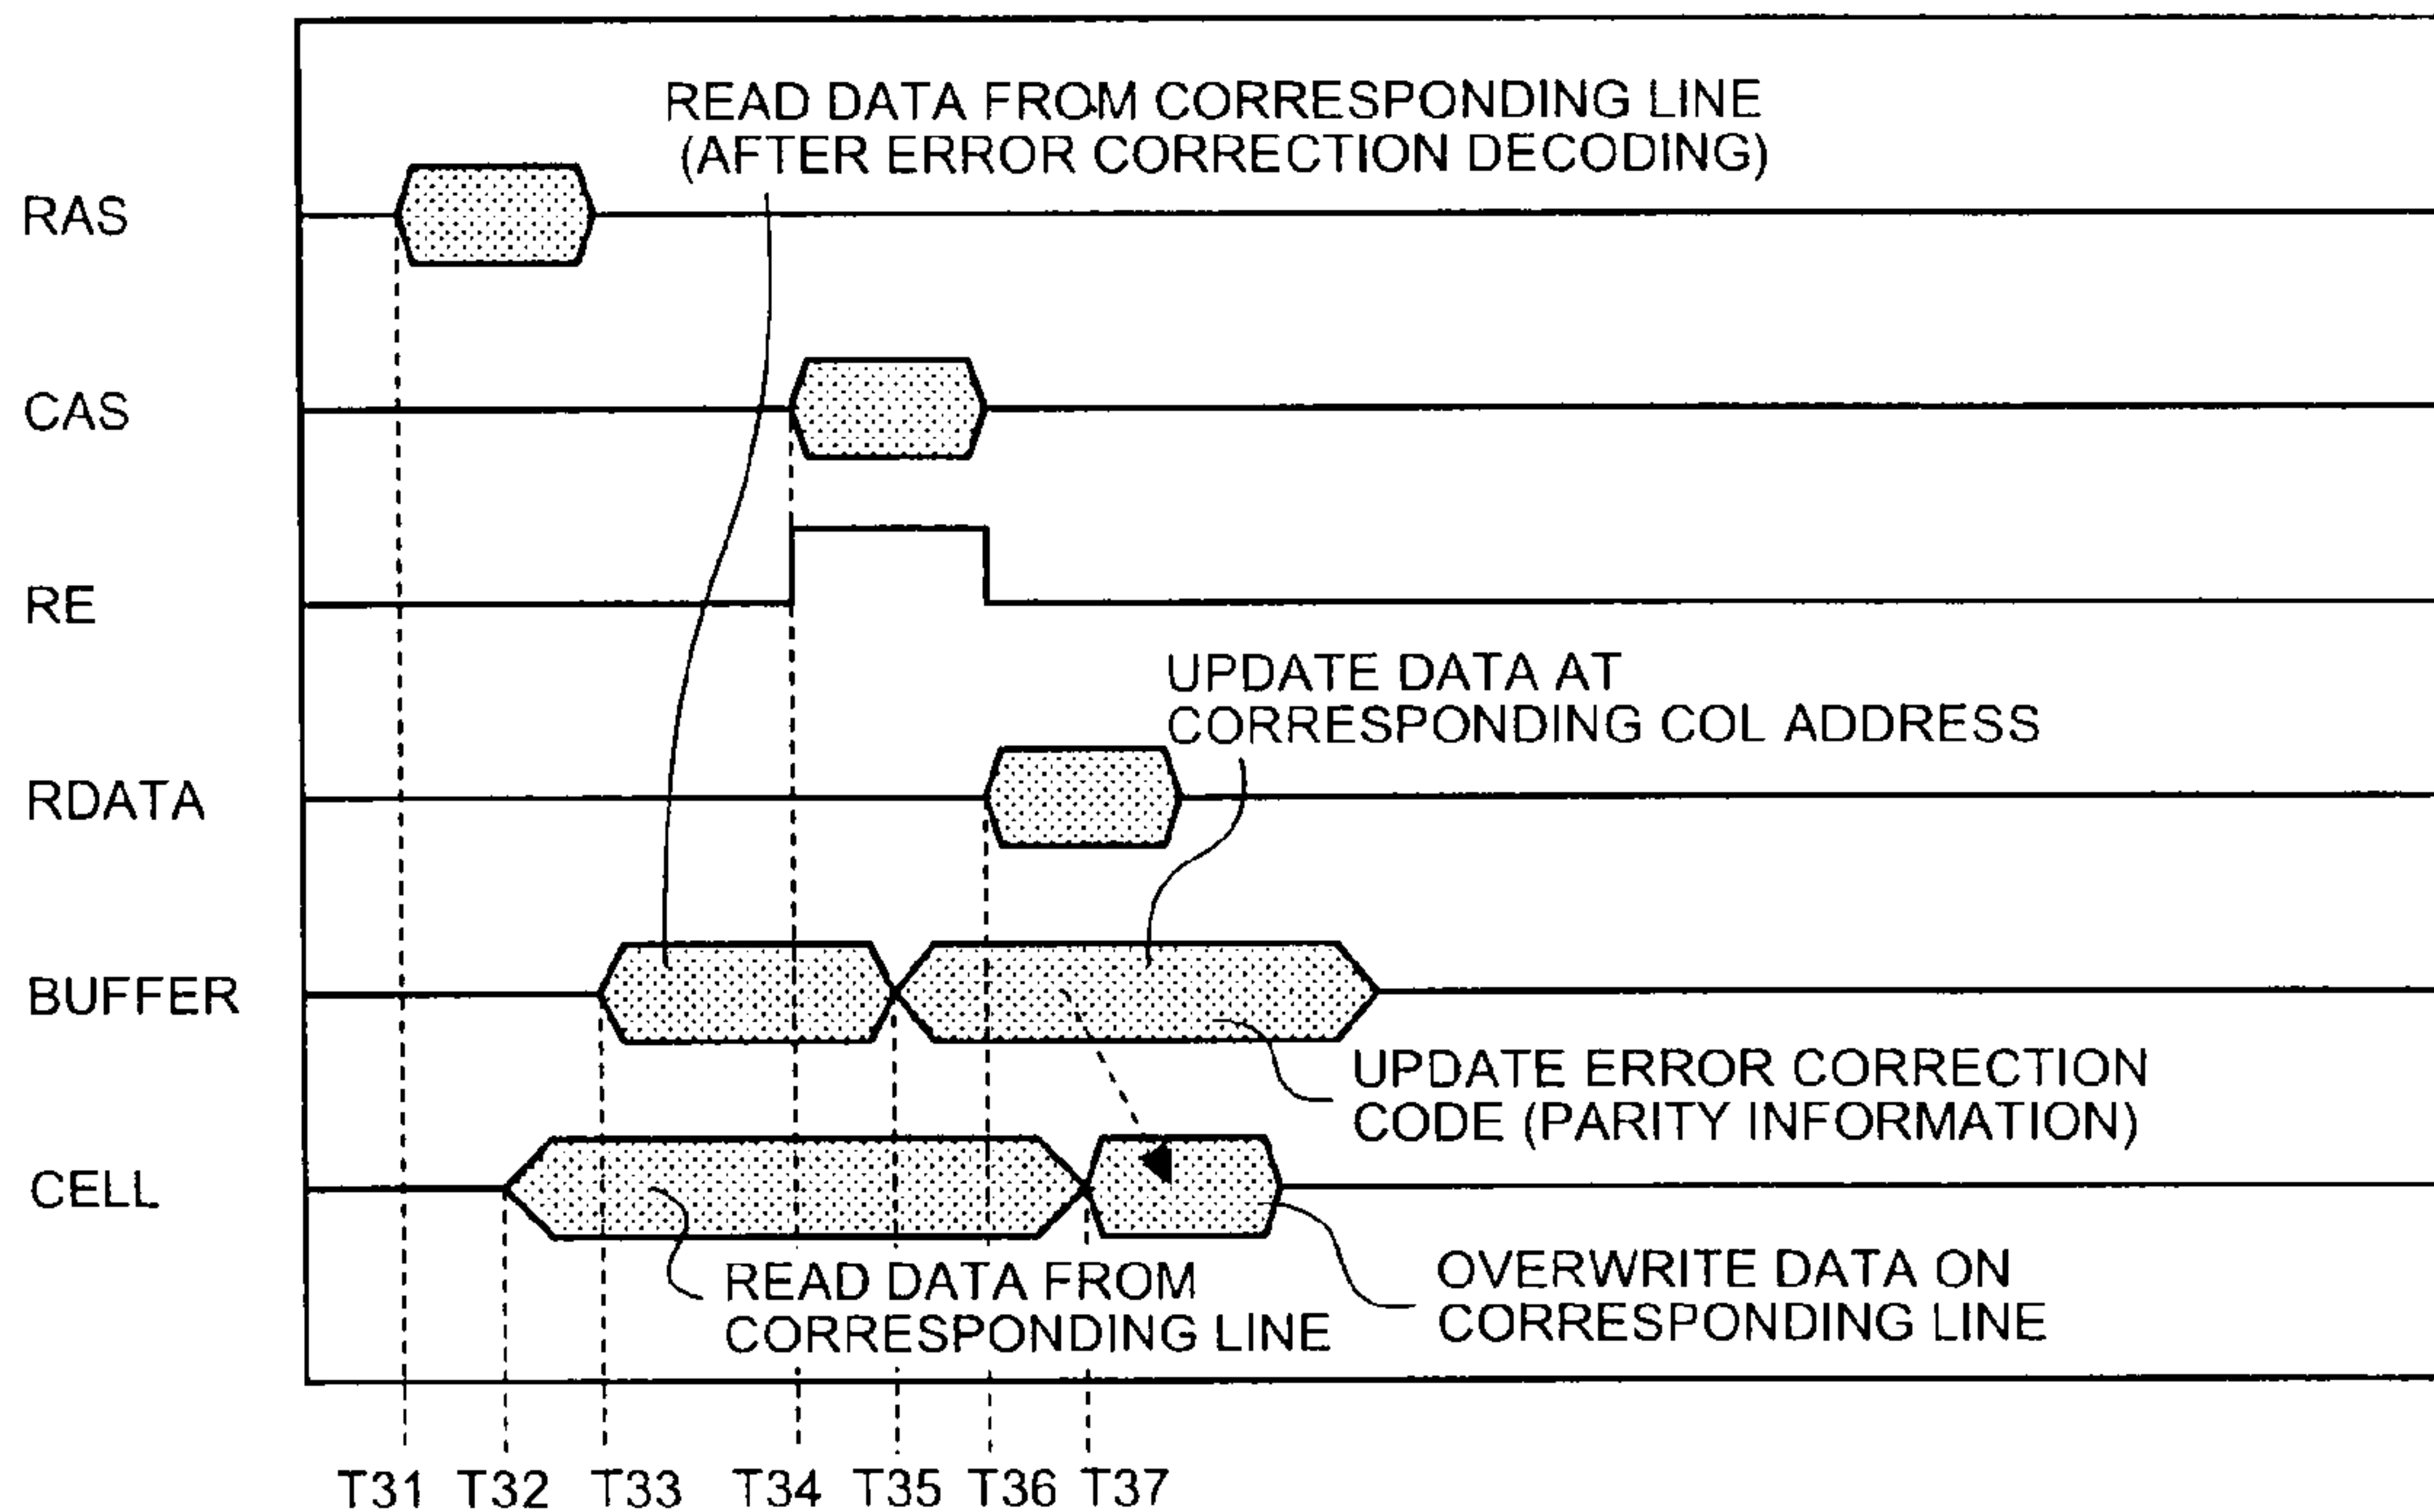 READ DATA FROM CORRESPONDING LINE
(AFTER ERROR CORRECTION DECODING)
RAS
CAS
RE
UPDATE DATA AT
CORRESPONDING COL ADDRESS
RDATA
BUFFER
UPDATE ERROR CORRECTION
CODE (PARITY INFORMATION)
CELL
READ DATA FROM
CORRESPONDING LINE
OVERWRITE DATA ON
CORRESPONDING LINE
T31 T32 T33 T34 T35 T36 T37